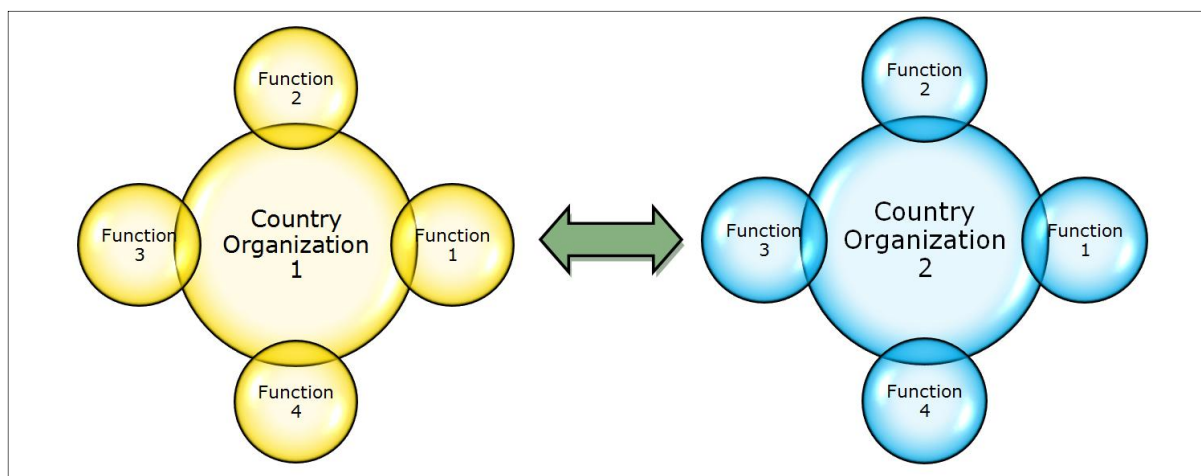 Function
2
Function
3
Country
Organization
1
Function
1
Function
4
Function
2
Function
3
Country
Organization
2
Function
1
Function
4